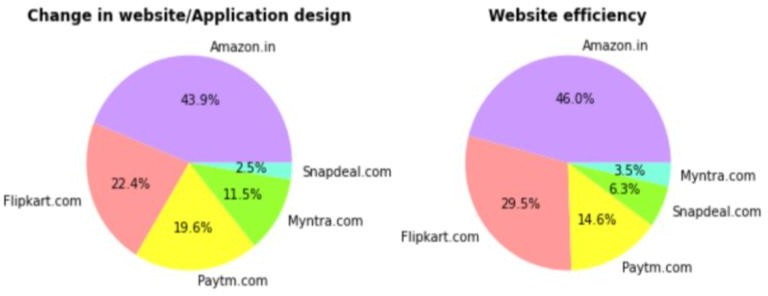 Change in website/Application design
Amazon.in
43.9%
Flipkart.com
22.4%
Paytm.com
19.6%
Myntra.com
11.5%
Snapdeal.com
2.5%
Website efficiency
Amazon.in
46.0%
Flipkart.com
29.5%
Paytm.com
14.6%
Snapdeal.com
6.3%
Myntra.com
3.5%